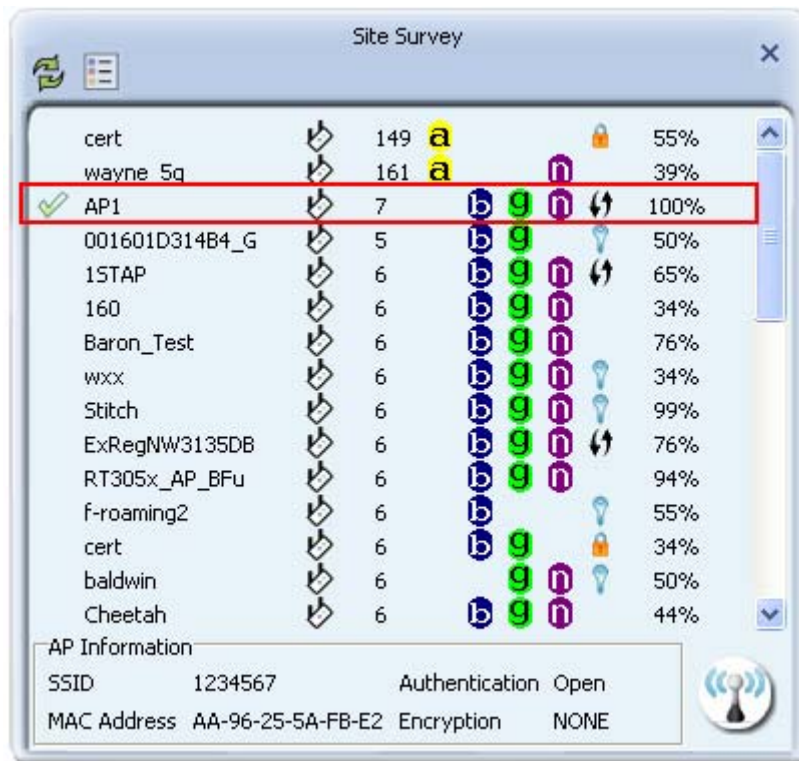 Site Survey
cert 149 a 55%
wayne_5g 161 a n 39%
AP1 7 b g n 100%
001601D314B4_G 5 b g 50%
1STAP 6 b g n 65%
160 6 b g n 34%
Baron_Test 6 b g n 76%
wxx 6 b g n 34%
Stitch 6 b g n 99%
ExRegNW3135DB 6 b g n 76%
RT305x_AP_BFu 6 b g n 94%
f-roaming2 6 b 55%
cert 6 b g 34%
baldwin 6 g n 50%
Cheetah 6 b g n 44%
AP Information
SSID 1234567 Authentication Open
MAC Address AA-96-25-5A-FB-E2 Encryption NONE